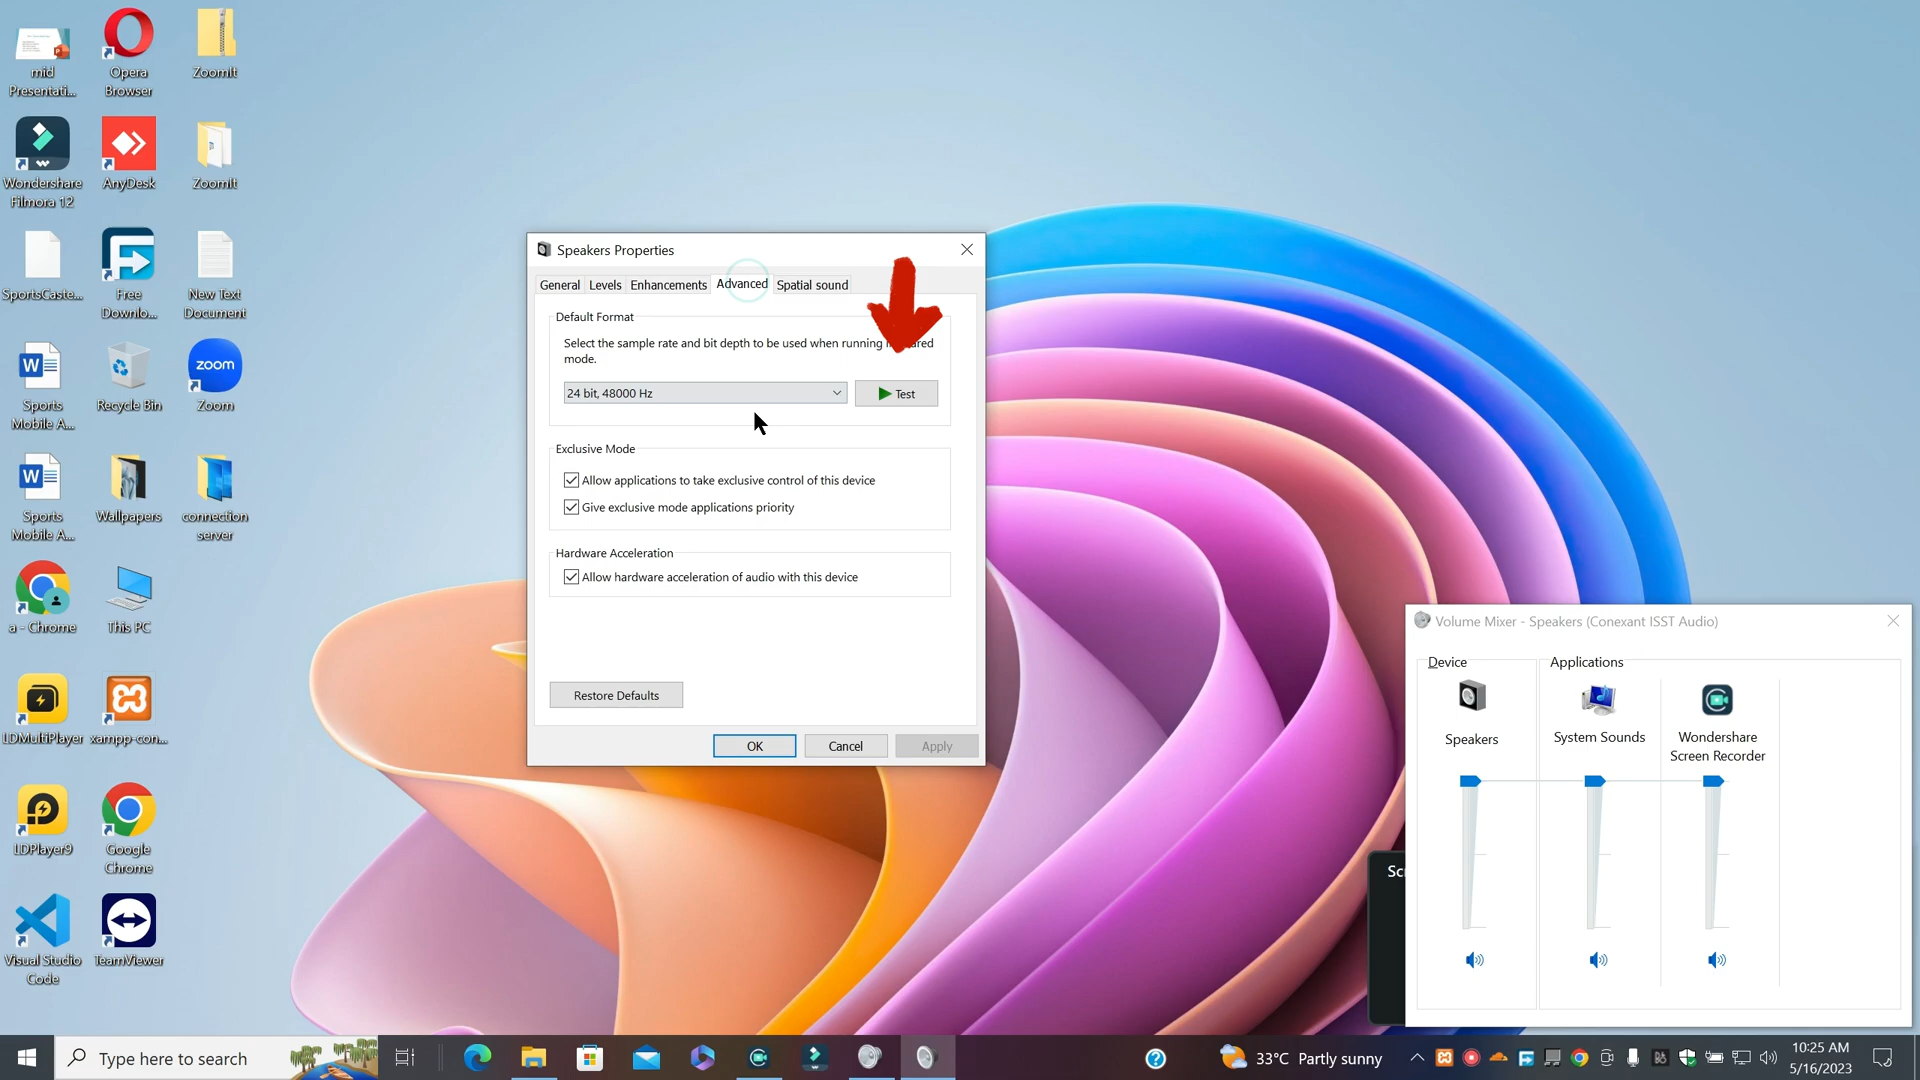 mid
Presentati...
Opera
Browser
ZoomIt
Wondershare
Filmora 12
AnyDesk
ZoomIt
SportsCaste...
Free
Downlo...
New Text
Document
Sports
Mobile A...
Recycle Bin
zoom
Zoom
Sports
Mobile A...
Wallpapers
connection
server
a - Chrome
This PC
LDMultiPlayer
xampp-con...
LDPlayer9
Google
Chrome
Visual Studio
Code
TeamViewer
Speakers Properties
General
Levels
Enhancements
Advanced
Spatial sound
Default Format
Select the sample rate and bit depth to be used when running
mode.
24 bit, 48000 Hz
Test
Exclusive Mode
Allow applications to take exclusive control of this device
Give exclusive mode applications priority
Hardware Acceleration
Allow hardware acceleration of audio with this device
Restore Defaults
OK
Cancel
Apply
Volume Mixer - Speakers (Conexant ISST Audio)
Device
Applications
Speakers
System Sounds
Wondershare
Screen Recorder
Type here to search
33°C Partly sunny
10:25 AM
5/16/2023